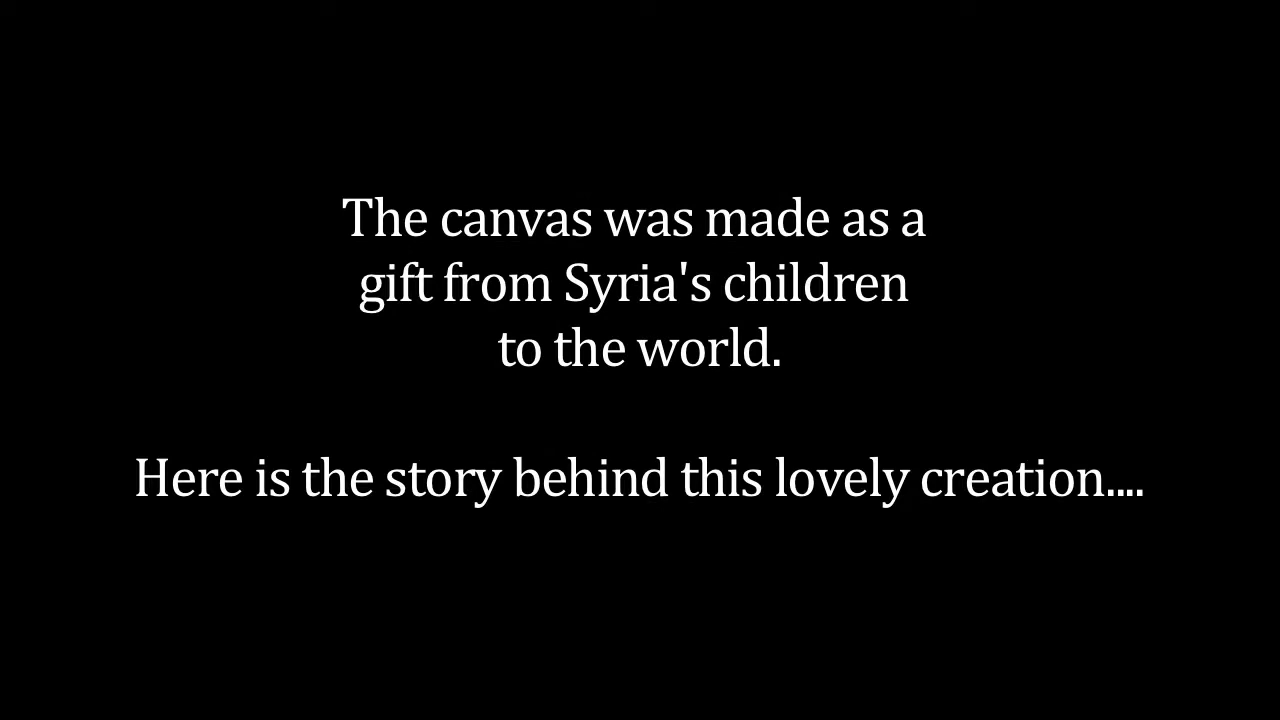 The canvas was made as a
gift from Syria's children
to the world.
Here is the story behind this lovely creation....